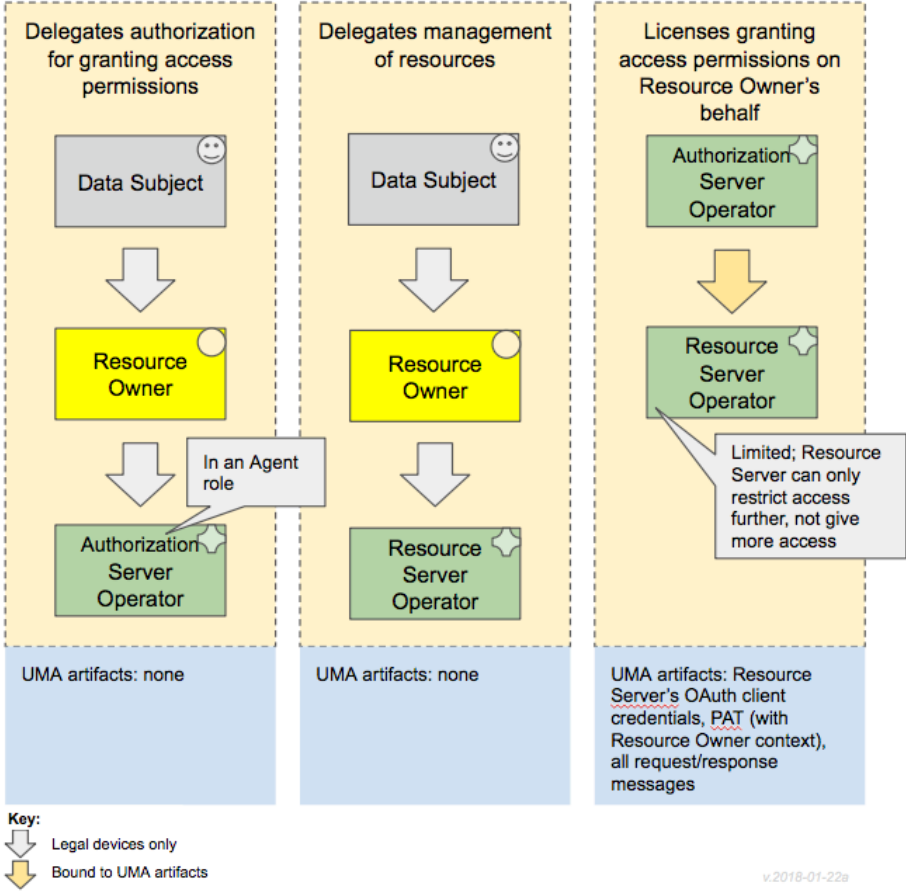 Delegates authorization
for granting access
permissions
Data Subject
Resource
Owner
In an Agent
role
Authorization
Server
Operator
UMA artifacts: none
Delegates management
of resources
Data Subject
Resource
Owner
Resource
Server
Operator
UMA artifacts: none
Licenses granting
access permissions on
Resource Owner's
behalf
Authorization
Server
Operator
Resource
Server
Operator
Limited; Resource
Server can only
restrict access
further, not give
more access
UMA artifacts: Resource
Server's OAuth client
credentials, PAT (with
Resource Owner context),
all request/response
messages
Key:
Legal devices only
Bound to UMA artifacts
v.2018-01-22a